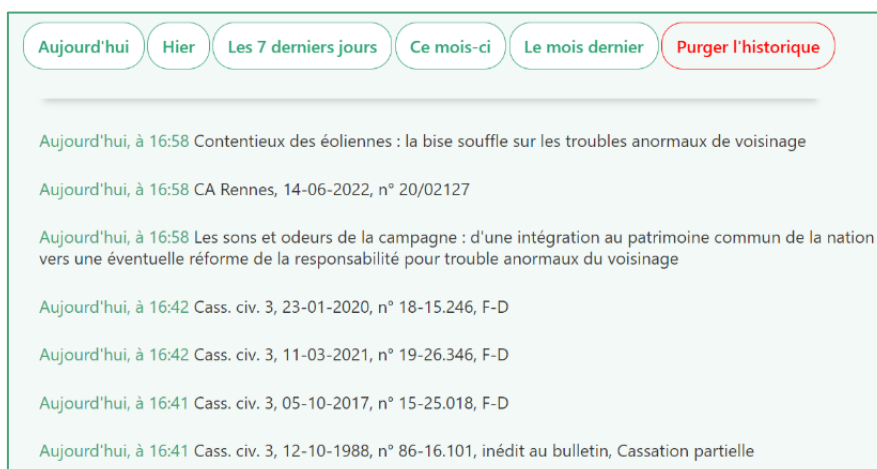 Aujourd'hui Hier Les 7 derniers jours Ce mois-ci Le mois dernier Purger l'historique
Aujourd'hui, à 16:58 Contentieux des éoliennes : la bise souffle sur les troubles anormaux de voisinage
Aujourd'hui, à 16:58 CA Rennes, 14-06-2022, n° 20/02127
Aujourd'hui, à 16:58 Les sons et odeurs de la campagne : d'une intégration au patrimoine commun de la nation
vers une éventuelle réforme de la responsabilité pour trouble anormaux du voisinage
Aujourd'hui, à 16:42 Cass. civ. 3, 23-01-2020, n° 18-15.246, F-D
Aujourd'hui, à 16:42 Cass. civ. 3, 11-03-2021, n° 19-26.346, F-D
Aujourd'hui, à 16:41 Cass. civ. 3, 05-10-2017, n° 15-25.018, F-D
Aujourd'hui, à 16:41 Cass. civ. 3, 12-10-1988, n° 86-16.101, inédit au bulletin, Cassation partielle